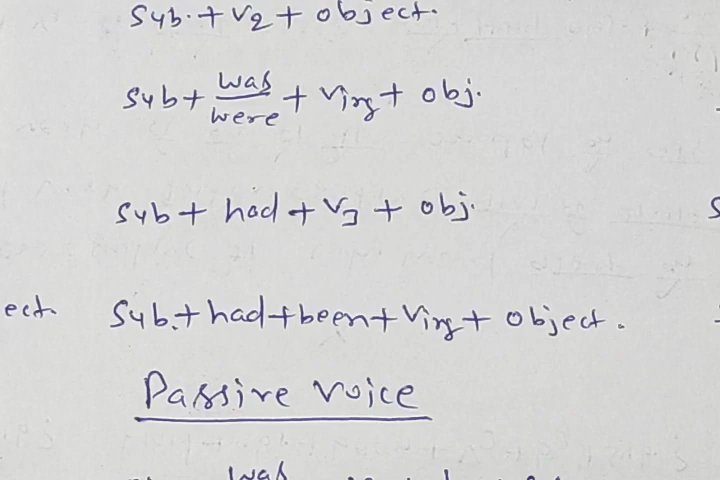 Sub.+V2+ object.
Sub+ was/were + Ving+ obj.
Sub+ had +V3 + obj.
ect. Sub.+had+been+Ving+ object.
Passive Voice
was